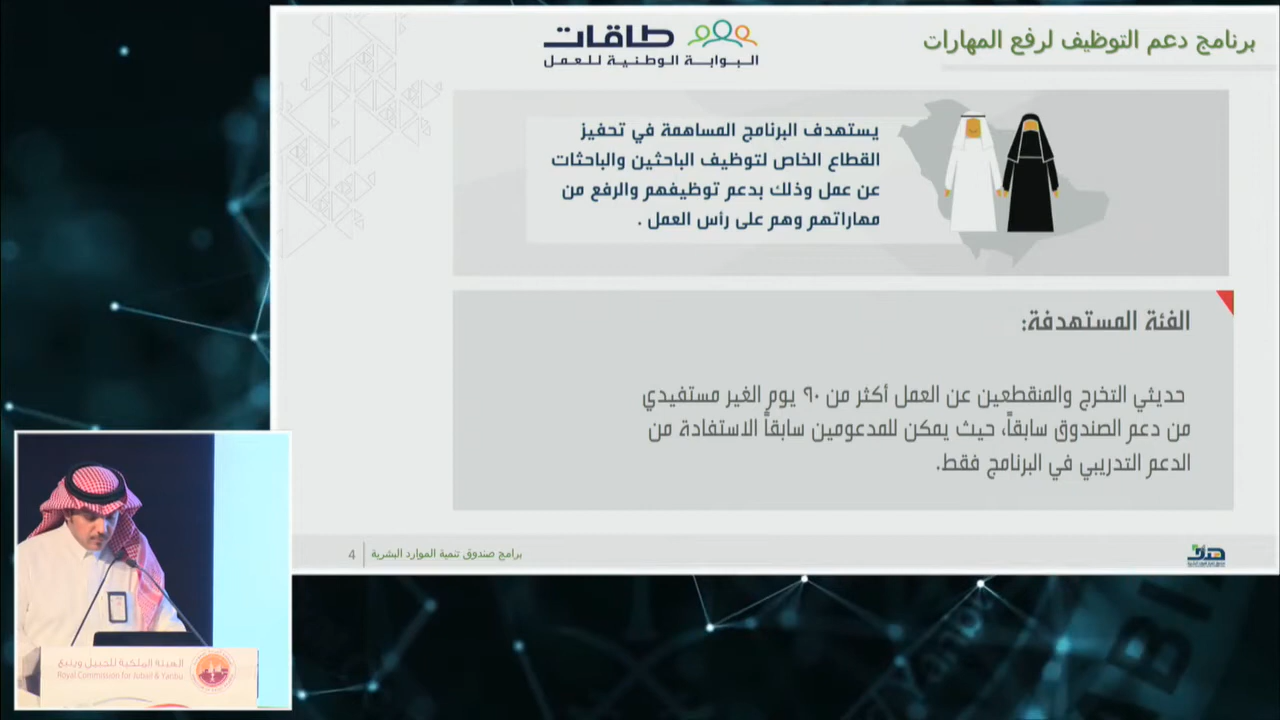 برنامج دعم التوظيف لرفع المهارات
طاقات
البوابة الوطنية للعمل
يستهدف البرنامج المساهمة في تحفيز
القطاع الخاص لتوظيف الباحثين والباحثات
عن عمل وذلك بدعم توظيفهم والرفع من
مهاراتهم وهم على رأس العمل .
الفئة المستهدفة:
حديثي التخرج والمنقطعين عن العمل أكثر من ٩٠ يوم الغير مستفيدي
من دعم الصندوق سابقاً، حيث يمكن للمدعومين سابقاً الاستفادة من
الدعم التدريبي في البرنامج فقط.
برامج صندوق تنمية الموارد البشرية
4
هدف
الهيئة الملكية للجبيل وينبع
Royal Commission for Jubail & Yanbu